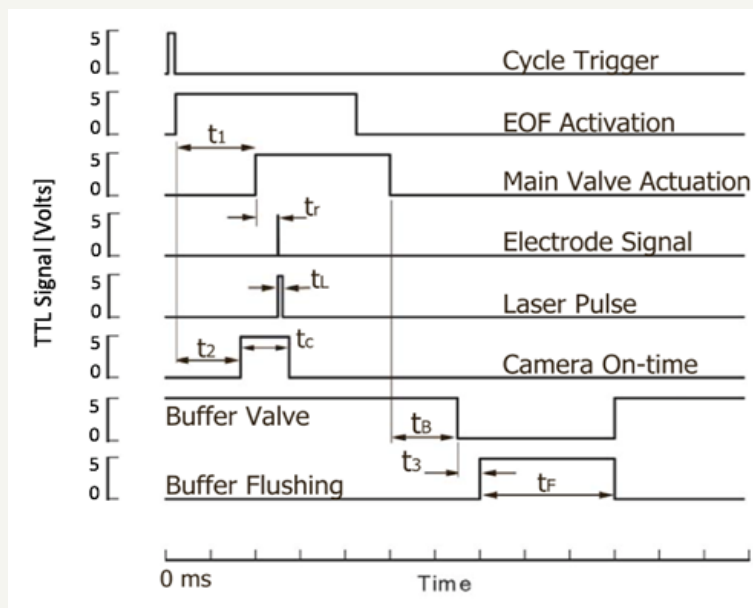 5
0
Cycle Trigger
5
0
t1
EOF Activation
5
0
Main Valve Actuation
tr
5
0
Electrode Signal
5
0
tL
Laser Pulse
5
0
t2
tc
Camera On-time
5
0
Buffer Valve
tB
t3
5
0
Buffer Flushing
tF
TTL Signal [Volts]
0 ms
Time